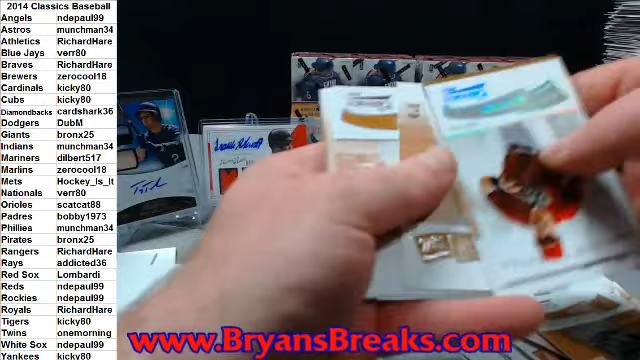 2014 Classics Baseball
Angels ndepaul99
Astros munchman34
Athletics RichardHare
Blue Jays verr80
Braves RichardHare
Brewers zerocool18
Cardinals kicky80
Cubs kicky80
Diamondbacks cardshark36
Dodgers DubM
Giants bronx25
Indians munchman34
Mariners dilbert517
Marlins zerocool18
Mets Hockey_Is_It
Nationals verr80
Orioles scatcat88
Padres bobby1973
Phillies munchman34
Pirates bronx25
Rangers RichardHare
Rays addicted36
Red Sox Lombardi
Reds ndepaul99
Rockies ndepaul99
Royals RichardHare
Tigers kicky80
Twins onemorning
White Sox ndepaul99
Yankees kicky80
www.BryansBreaks.com